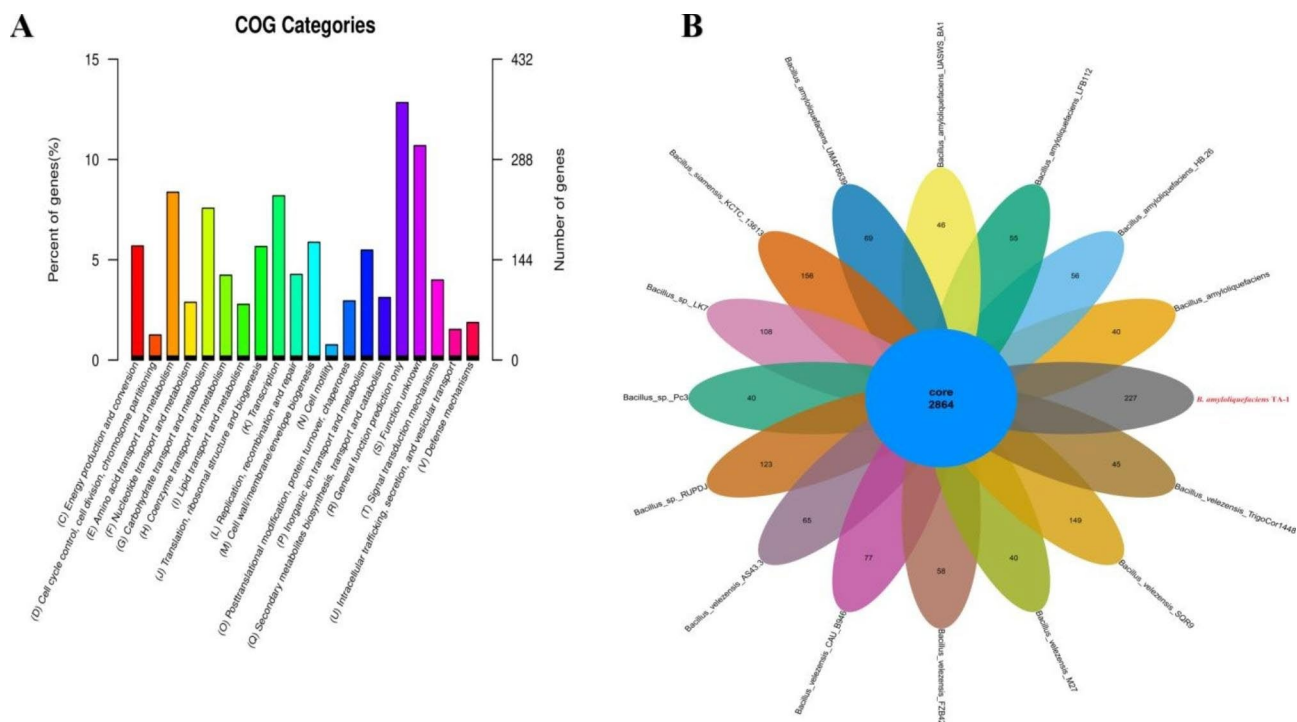 A
COG Categories
Percent of genes(%)
15
10
5
0
432
288
144
0
Number of genes
(C) Energy production and conversion
(D) Cell cycle control, cell division, chromosome partitioning
(E) Amino acid transport and metabolism
(F) Nucleotide transport and metabolism
(G) Carbohydrate transport and metabolism
(H) Coenzyme transport and metabolism
(I) Lipid transport and metabolism
(J) Translation, ribosomal structure and biogenesis
(K) Transcription
(L) Replication, recombination and repair
(M) Cell wall/membrane/envelope biogenesis
(N) Cell motility
(O) Posttranslational modification, protein turnover, chaperones
(P) Inorganic ion transport and metabolism
(Q) Secondary metabolites biosynthesis, transport and catabolism
(R) General function prediction only
(S) Function unknown
(T) Signal transduction mechanisms
(U) Intracellular trafficking, secretion, and vesicular transport
(V) Defense mechanisms
B
Bacillus_amyloliquefaciens_UASWS_BA1
46
Bacillus_amyloliquefaciens_LFB112
55
Bacillus_amyloliquefaciens_HB.26
56
Bacillus_amyloliquefaciens
40
B. amyloliquefaciens TA-1
227
Bacillus_velezensis_TrigoCor1448
45
Bacillus_velezensis_SQR9
149
Bacillus_velezensis_M27
40
Bacillus_velezensis_FZB42
58
Bacillus_velezensis_CAU_B946
77
Bacillus_velezensis_AS43.3
65
Bacillus_sp._RUPDJ
123
Bacillus_sp._Pc3
40
Bacillus_sp._LK7
108
Bacillus_siamensis_KCTC_13613
156
Bacillus_amyloliquefaciens_UMAF6639
69
core
2864